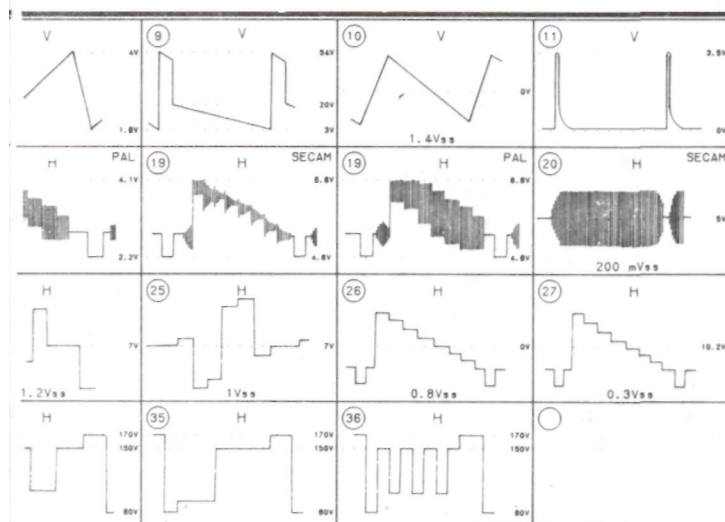 V
4V
1.8V
9
V
54V
20V
3V
10
V
0V
1.4Vss
11
V
3.5V
0V
H
PAL
4.1V
2.2V
19
H
SECAM
6.8V
4.8V
19
H
PAL
6.8V
4.8V
20
H
SECAM
5V
200 mVss
H
7V
1.2Vss
25
H
7V
1Vss
26
H
0V
0.8Vss
27
H
10.2V
0.3Vss
H
170V
150V
80V
35
H
170V
150V
80V
36
H
170V
150V
80V